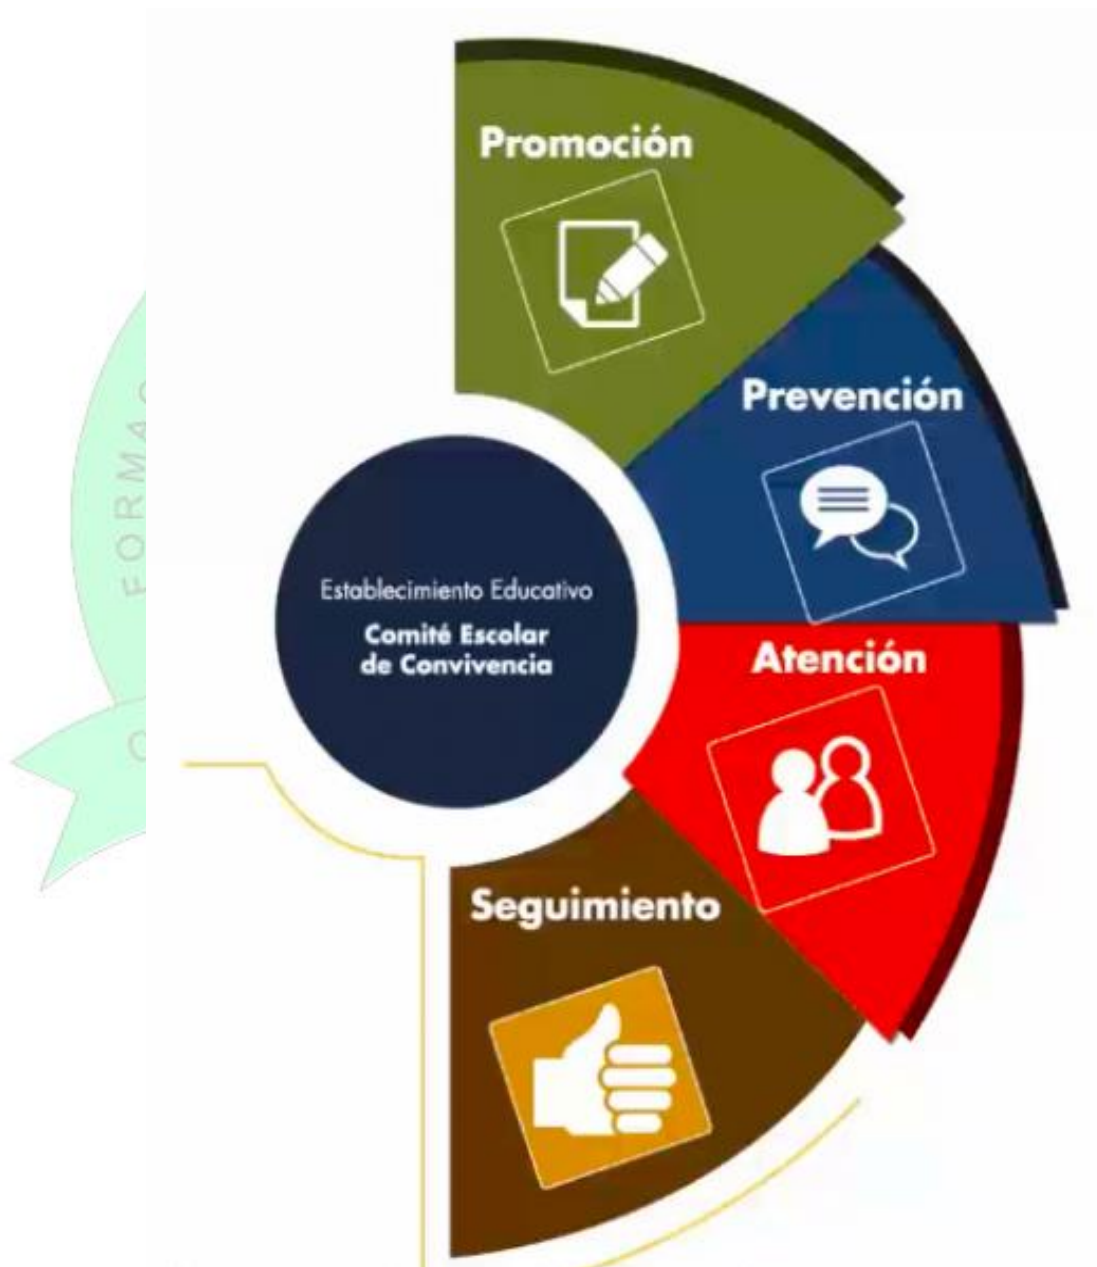 Promoción
Prevención
Establecimiento Educativo
Comité Escolar
de Convivencia
Atención
Seguimiento